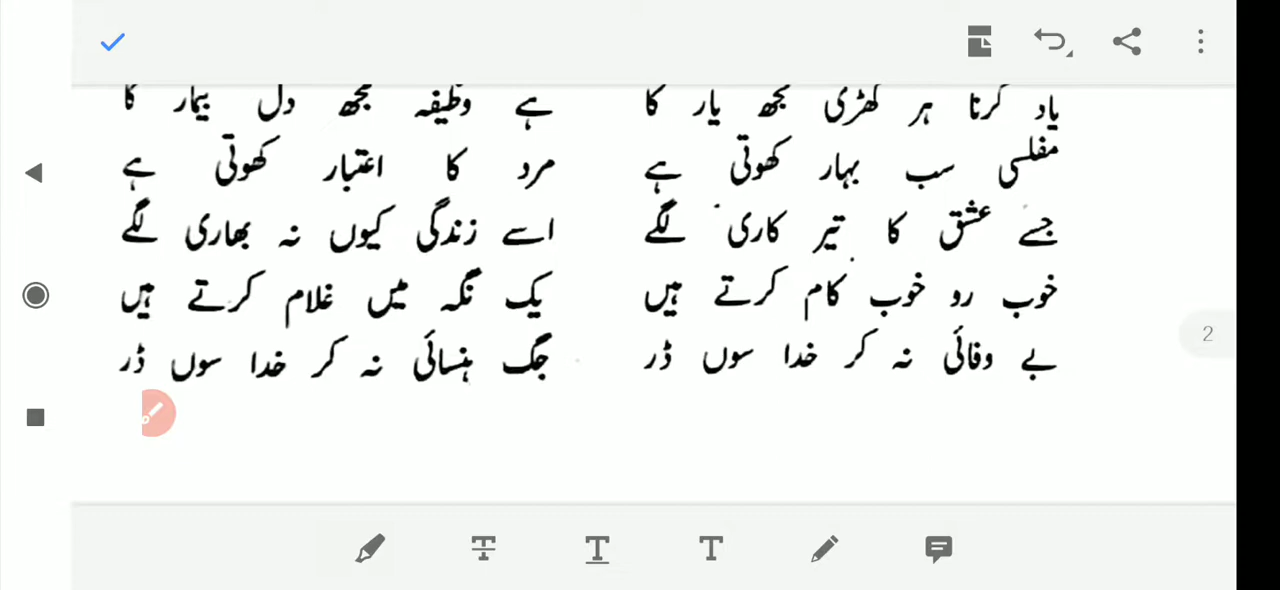 یاد کرنا ہر گھڑی مجھ یار کا ہے وظیفہ مجھ دل بیمار کا
مفلسی سب بہار کھوتی ہے مرد کا اعتبار کھوتی ہے
جسے عشق کا تیر کاری لگے اسے زندگی کیوں نہ بھاری لگے
خوب رو خوب کام کرتے ہیں یک نگہ میں غلام کرتے ہیں
بے وفائی نہ کر خدا سوں ڈر جگ ہنسائی نہ کر خدا سوں ڈر
2